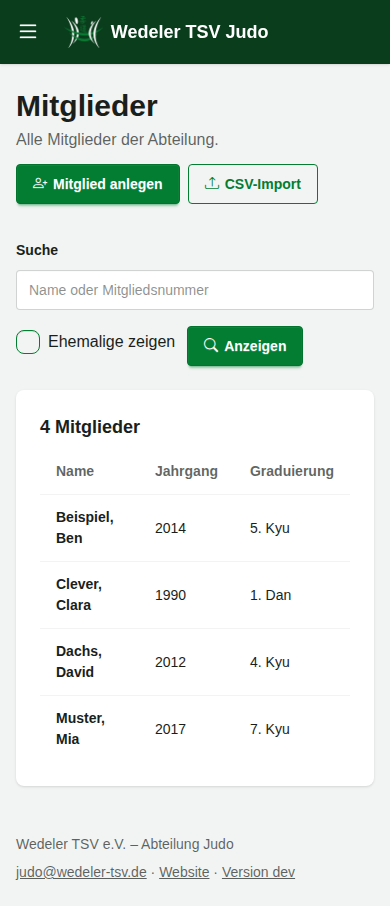 Wedeler TSV Judo
Mitglieder
Alle Mitglieder der Abteilung.
Mitglied anlegen CSV-Import
Suche
Name oder Mitgliedsnummer
Ehemalige zeigen Anzeigen
4 Mitglieder
Name Jahrgang Graduierung
Beispiel,
Ben 2014 5. Kyu
Clever,
Clara 1990 1. Dan
Dachs,
David 2012 4. Kyu
Muster,
Mia 2017 7. Kyu
Wedeler TSV e.V. – Abteilung Judo
judo@wedeler-tsv.de · Website · Version dev